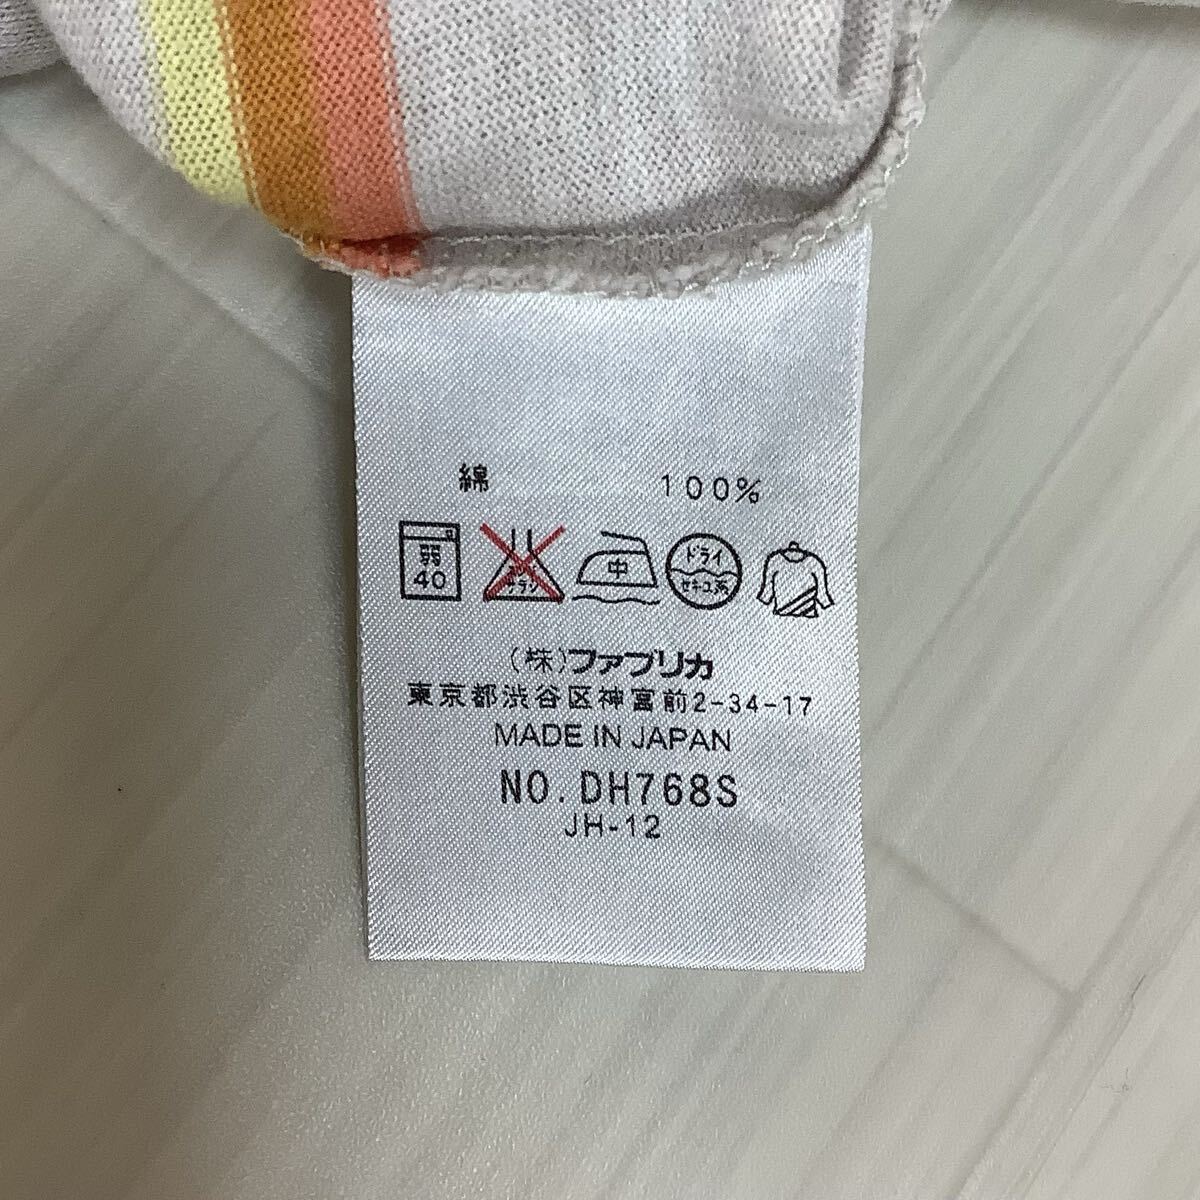 綿 100%
弱 40
中 ドライ セキユ系
(株)ファブリカ
東京都渋谷区神宮前2-34-17
MADE IN JAPAN
NO.DH768S
JH-12